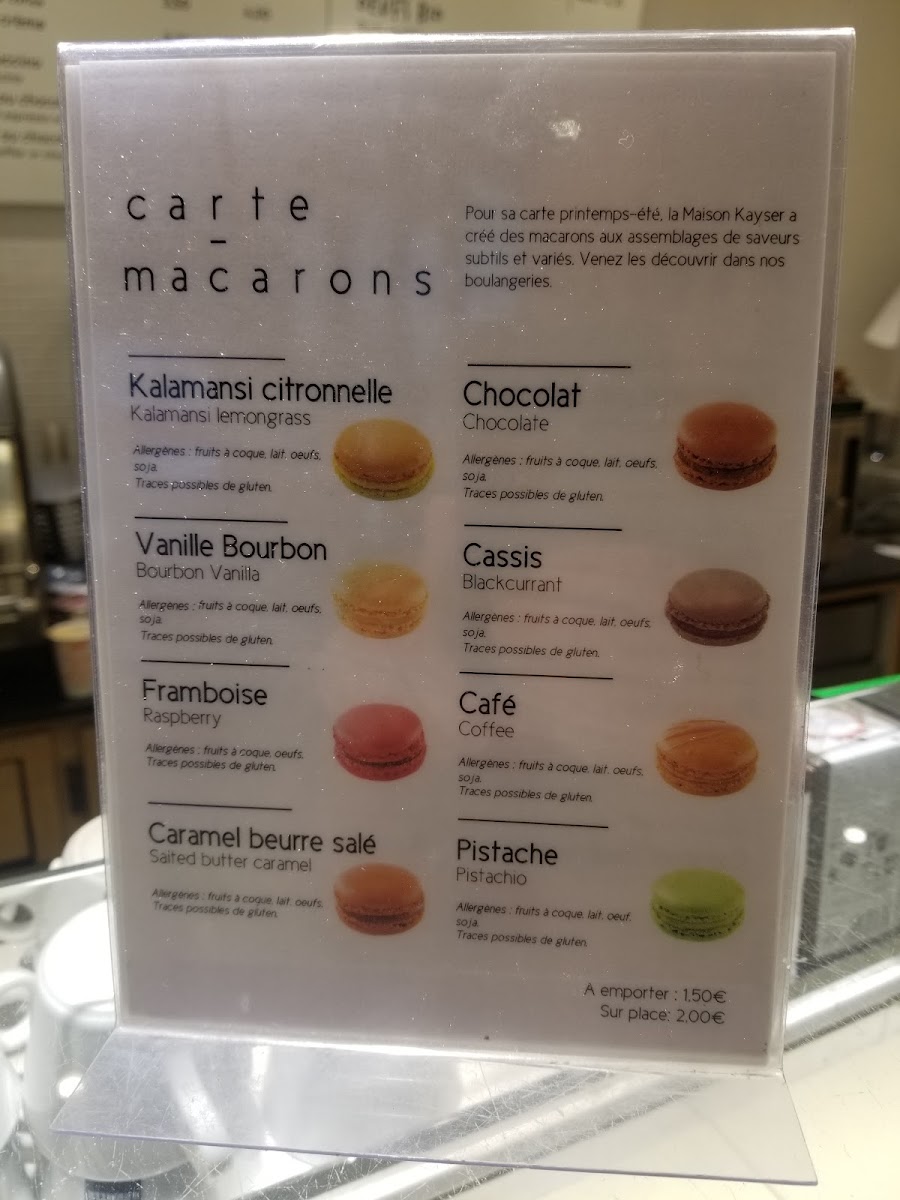 carte
-
macarons
Pour sa carte printemps-été, la Maison Kayser a
créé des macarons aux assemblages de saveurs
subtils et variés. Venez les découvrir dans nos
boulangeries.
Kalamansi citronnelle
Kalamansi lemongrass
Allergènes : fruits à coque, lait, oeufs,
soja.
Traces possibles de gluten.
Vanille Bourbon
Bourbon Vanilla
Allergènes : fruits à coque, lait, oeufs,
soja.
Traces possibles de gluten.
Framboise
Raspberry
Allergènes : fruits à coque, oeufs.
Traces possibles de gluten.
Caramel beurre salé
Salted butter caramel
Allergènes : fruits à coque, lait, oeufs.
Traces possibles de gluten.
Chocolat
Chocolate
Allergènes : fruits à coque, lait, oeufs,
soja.
Traces possibles de gluten.
Cassis
Blackcurrant
Allergènes : fruits à coque, lait, oeufs,
soja.
Traces possibles de gluten.
Café
Coffee
Allergènes : fruits à coque, lait, oeufs,
soja.
Traces possibles de gluten.
Pistache
Pistachio
Allergènes : fruits à coque, lait, oeuf,
soja.
Traces possibles de gluten.
A emporter : 1.50€
Sur place: 2.00€